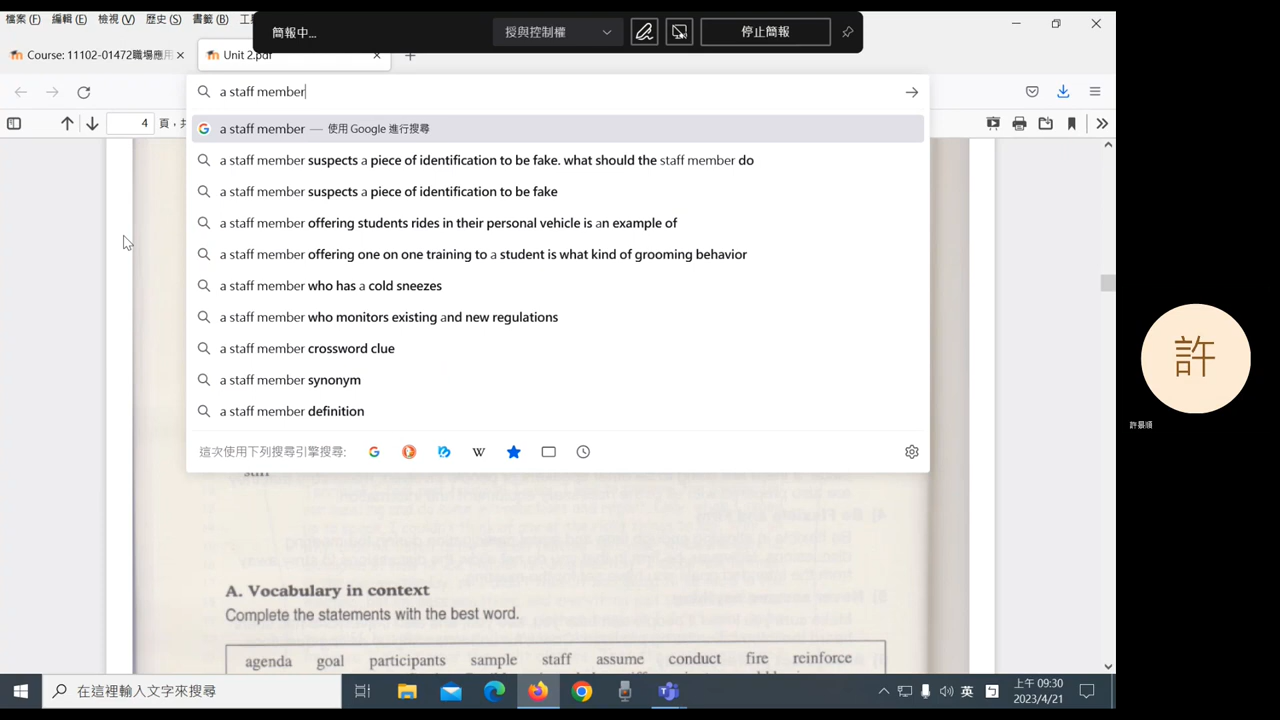 檔案(F) 編輯(E) 檢視(V) 歷史(S) 書籤(B)
簡報中...
授與控制權
停止簡報
Course: 11102-01472職場應用
Unit 2.pdf
a staff member
4 頁，共
a staff member — 使用 Google 進行搜尋
a staff member suspects a piece of identification to be fake. what should the staff member do
a staff member suspects a piece of identification to be fake
a staff member offering students rides in their personal vehicle is an example of
a staff member offering one on one training to a student is what kind of grooming behavior
a staff member who has a cold sneezes
a staff member who monitors existing and new regulations
a staff member crossword clue
a staff member synonym
a staff member definition
這次使用下列搜尋引擎搜尋:
staff
A. Vocabulary in context
Complete the statements with the best word.
agenda goal participants sample staff assume conduct fire reinforce
許
許景順
在這裡輸入文字來搜尋
英
上午 09:30
2023/4/21